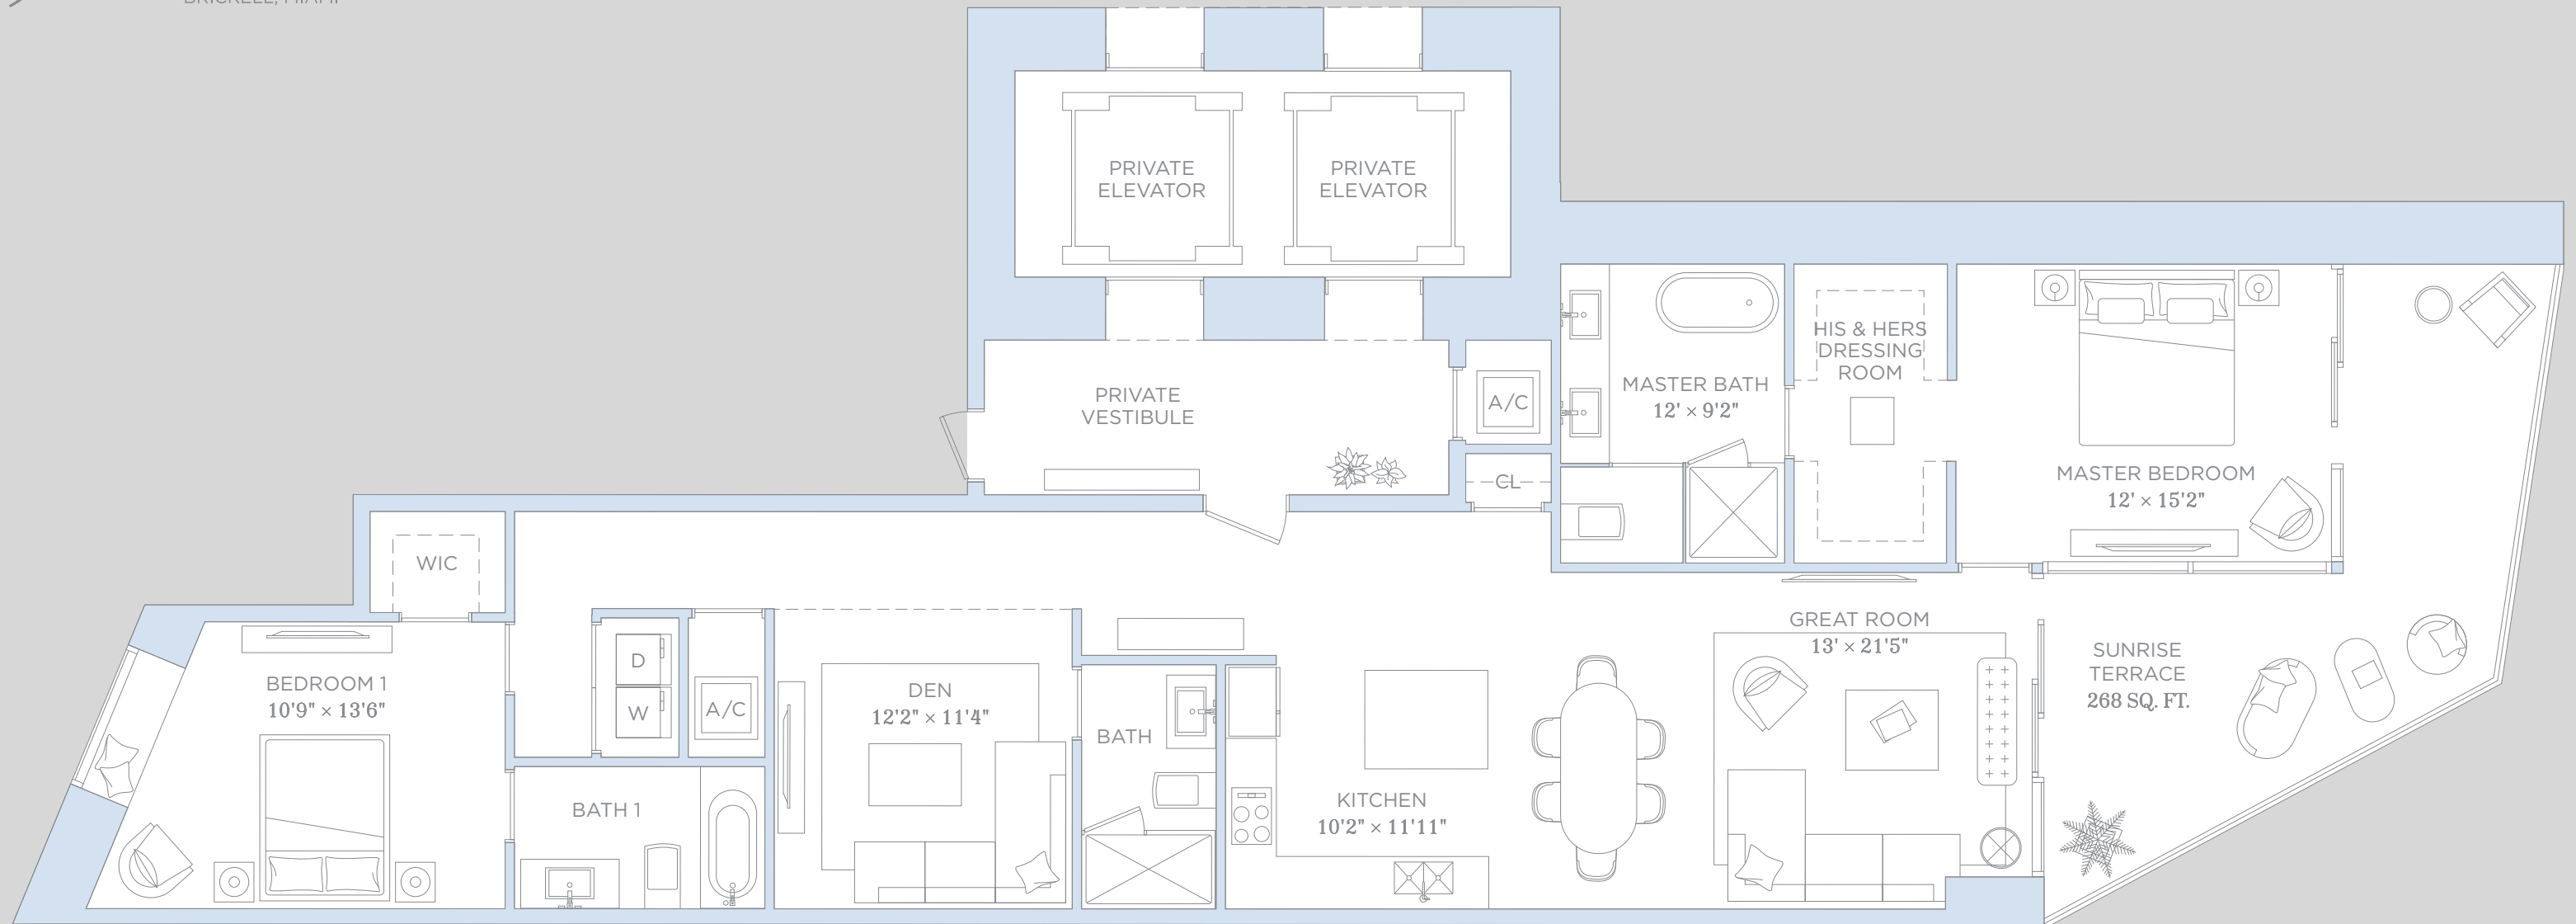 BRICKELL, MIAMI
PRIVATE
ELEVATOR
PRIVATE
ELEVATOR
PRIVATE
VESTIBULE
A/C
CL
MASTER BATH
12' × 9'2"
HIS & HERS
DRESSING
ROOM
MASTER BEDROOM
12' × 15'2"
WIC
BEDROOM 1
10'9" × 13'6"
D
W
A/C
BATH 1
DEN
12'2" × 11'4"
BATH
KITCHEN
10'2" × 11'11"
GREAT ROOM
13' × 21'5"
SUNRISE
TERRACE
268 SQ. FT.